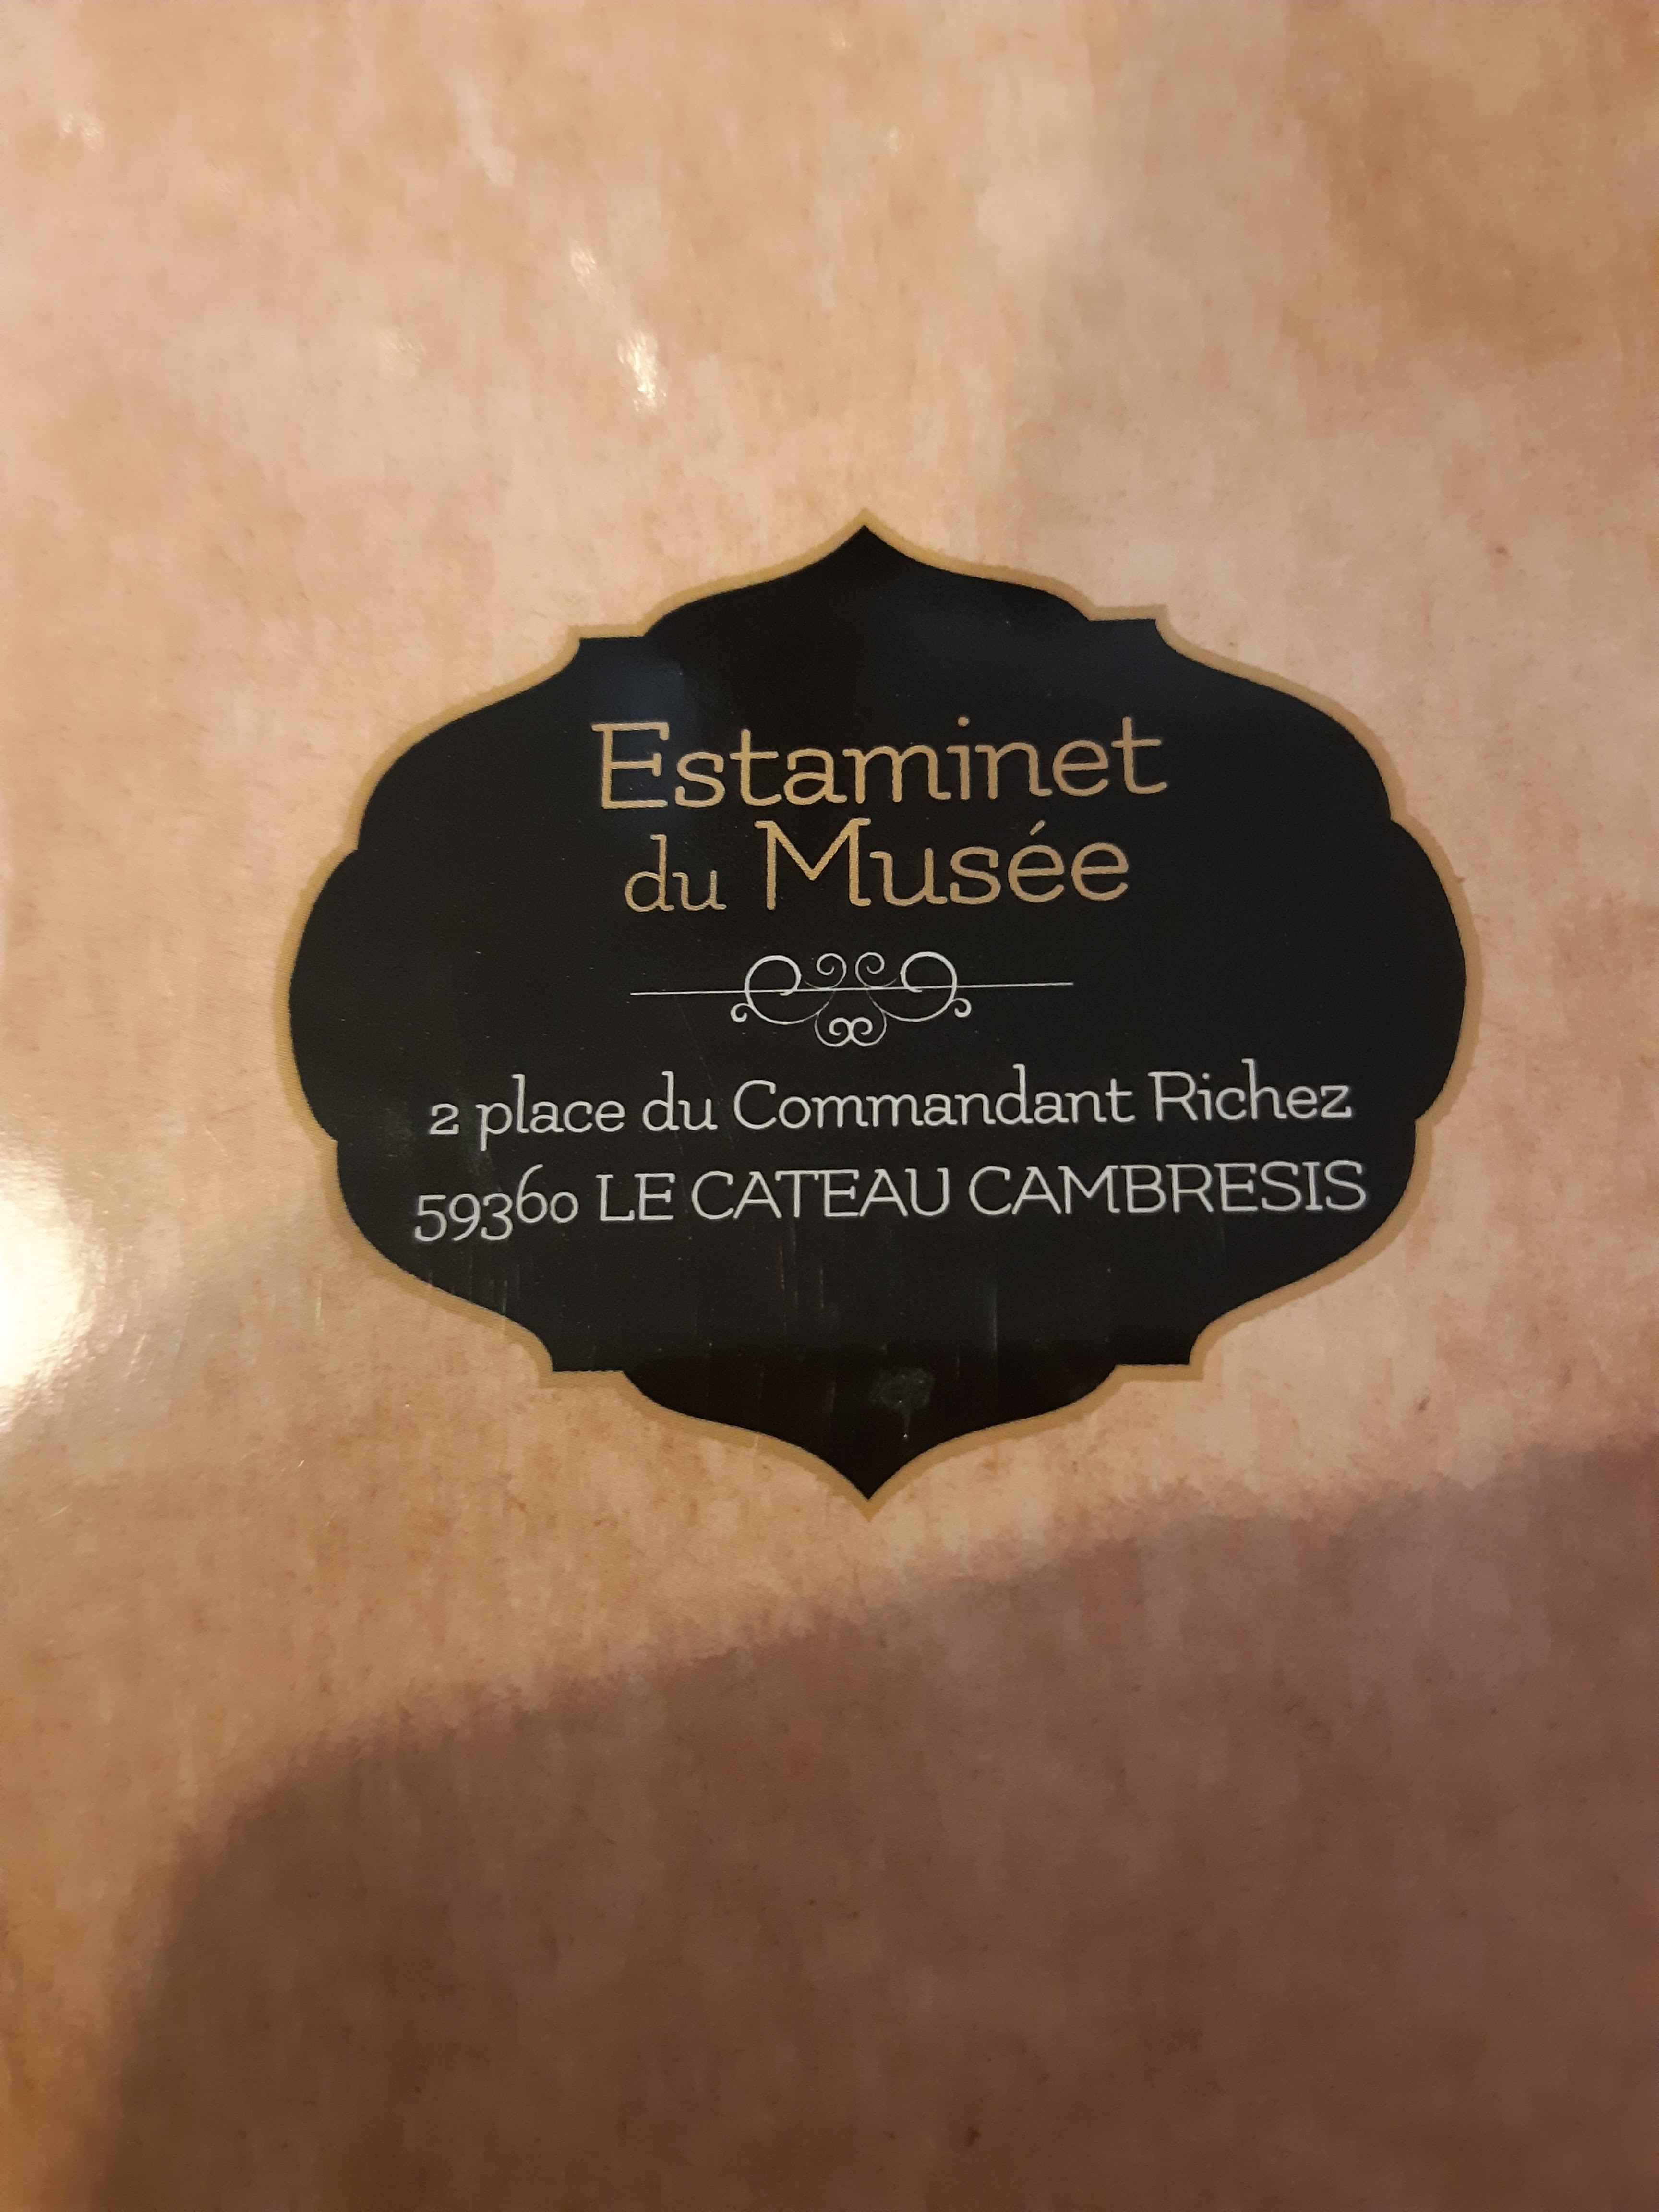 Estaminet
du Musée
2 place du Commandant Richez
59360 LE CATEAU CAMBRESIS